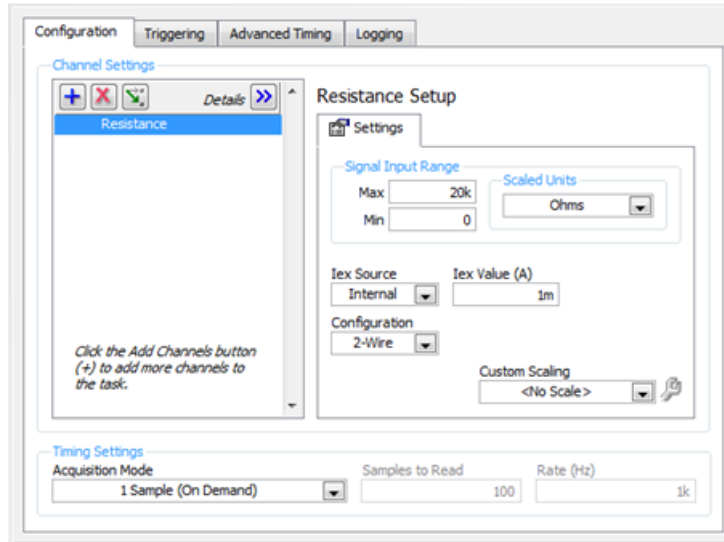 Configuration
Triggering
Advanced Timing
Logging
Channel Settings
Details
Resistance
Click the Add Channels button
(+) to add more channels to
the task.
Resistance Setup
Settings
Signal Input Range
Max 20k
Min 0
Scaled Units
Ohms
Iex Source
Internal
Iex Value (A)
1m
Configuration
2-Wire
Custom Scaling
<No Scale>
Timing Settings
Acquisition Mode
1 Sample (On Demand)
Samples to Read
100
Rate (Hz)
1k